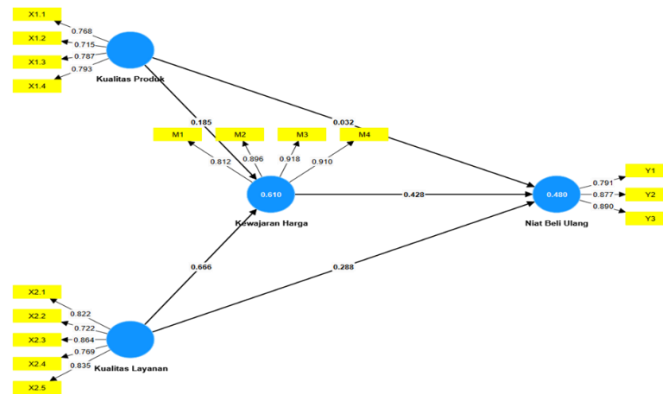 X1.1
0.768
X1.2
0.715
X1.3
0.787
X1.4
0.793
Kualitas Produk
0.185
0.032
M1
M2
M3
M4
0.812
0.896
0.918
0.910
0.610
Kewajaran Harga
0.428
0.480
Niat Beli Ulang
0.791
Y1
0.877
Y2
0.890
Y3
0.666
0.288
X2.1
0.822
X2.2
0.722
X2.3
0.864
X2.4
0.769
X2.5
0.835
Kualitas Layanan